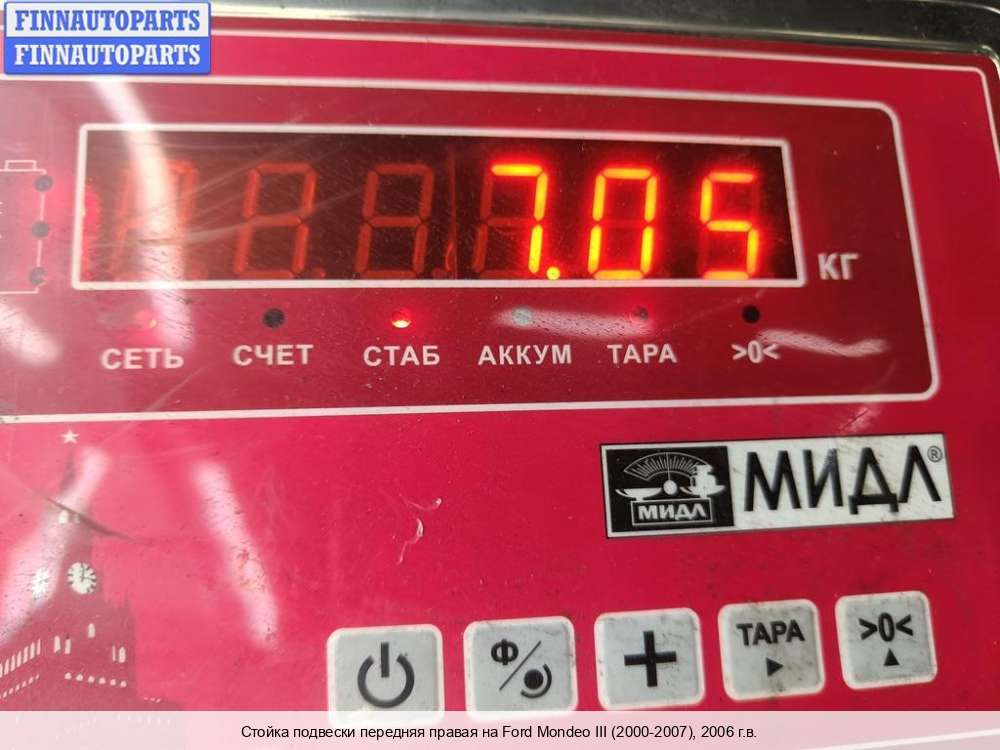 FINNAUTOPARTS
FINNAUTOPARTS
7.05
КГ
СЕТЬ СЧЕТ СТАБ АККУМ ТАРА >0<
МИДЛ МИДЛ®
Ф ТАРА >0<
Стойка подвески передняя правая на Ford Mondeo III (2000-2007), 2006 г.в.